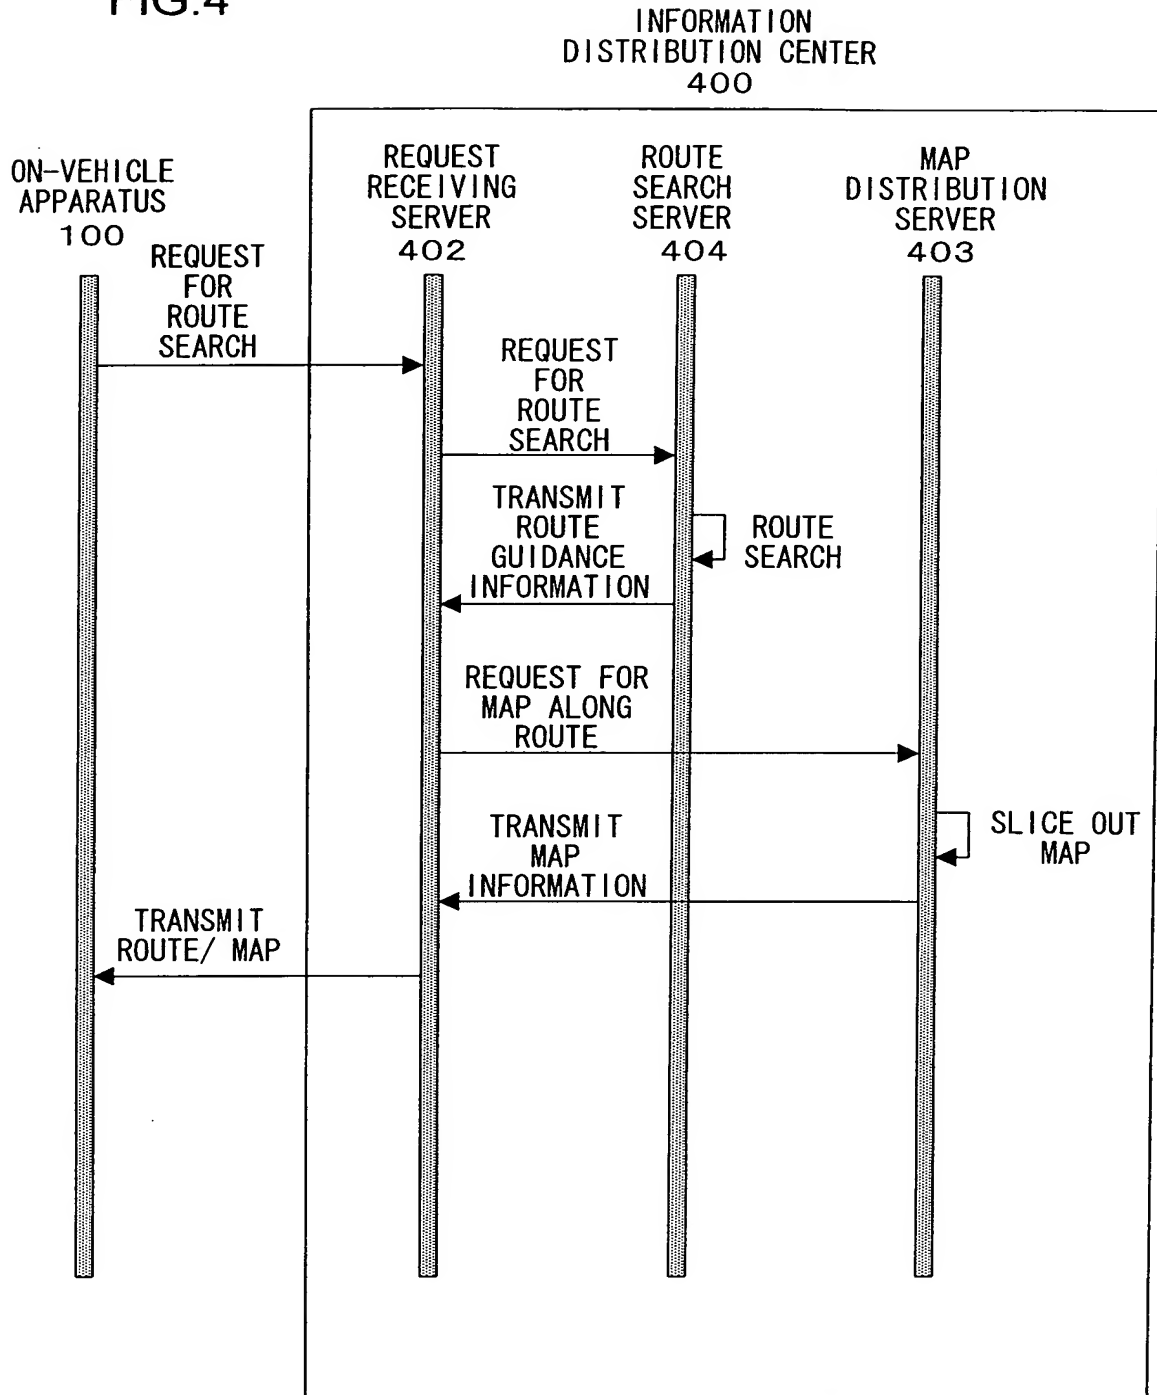 FIG.4
INFORMATION
DISTRIBUTION CENTER
400
ON-VEHICLE
APPARATUS
100
REQUEST
RECEIVING
SERVER
402
ROUTE
SEARCH
SERVER
404
MAP
DISTRIBUTION
SERVER
403
REQUEST
FOR
ROUTE
SEARCH
REQUEST
FOR
ROUTE
SEARCH
TRANSMIT
ROUTE
GUIDANCE
INFORMATION
ROUTE
SEARCH
REQUEST FOR
MAP ALONG
ROUTE
SLICE OUT
MAP
TRANSMIT
MAP
INFORMATION
TRANSMIT
ROUTE/ MAP